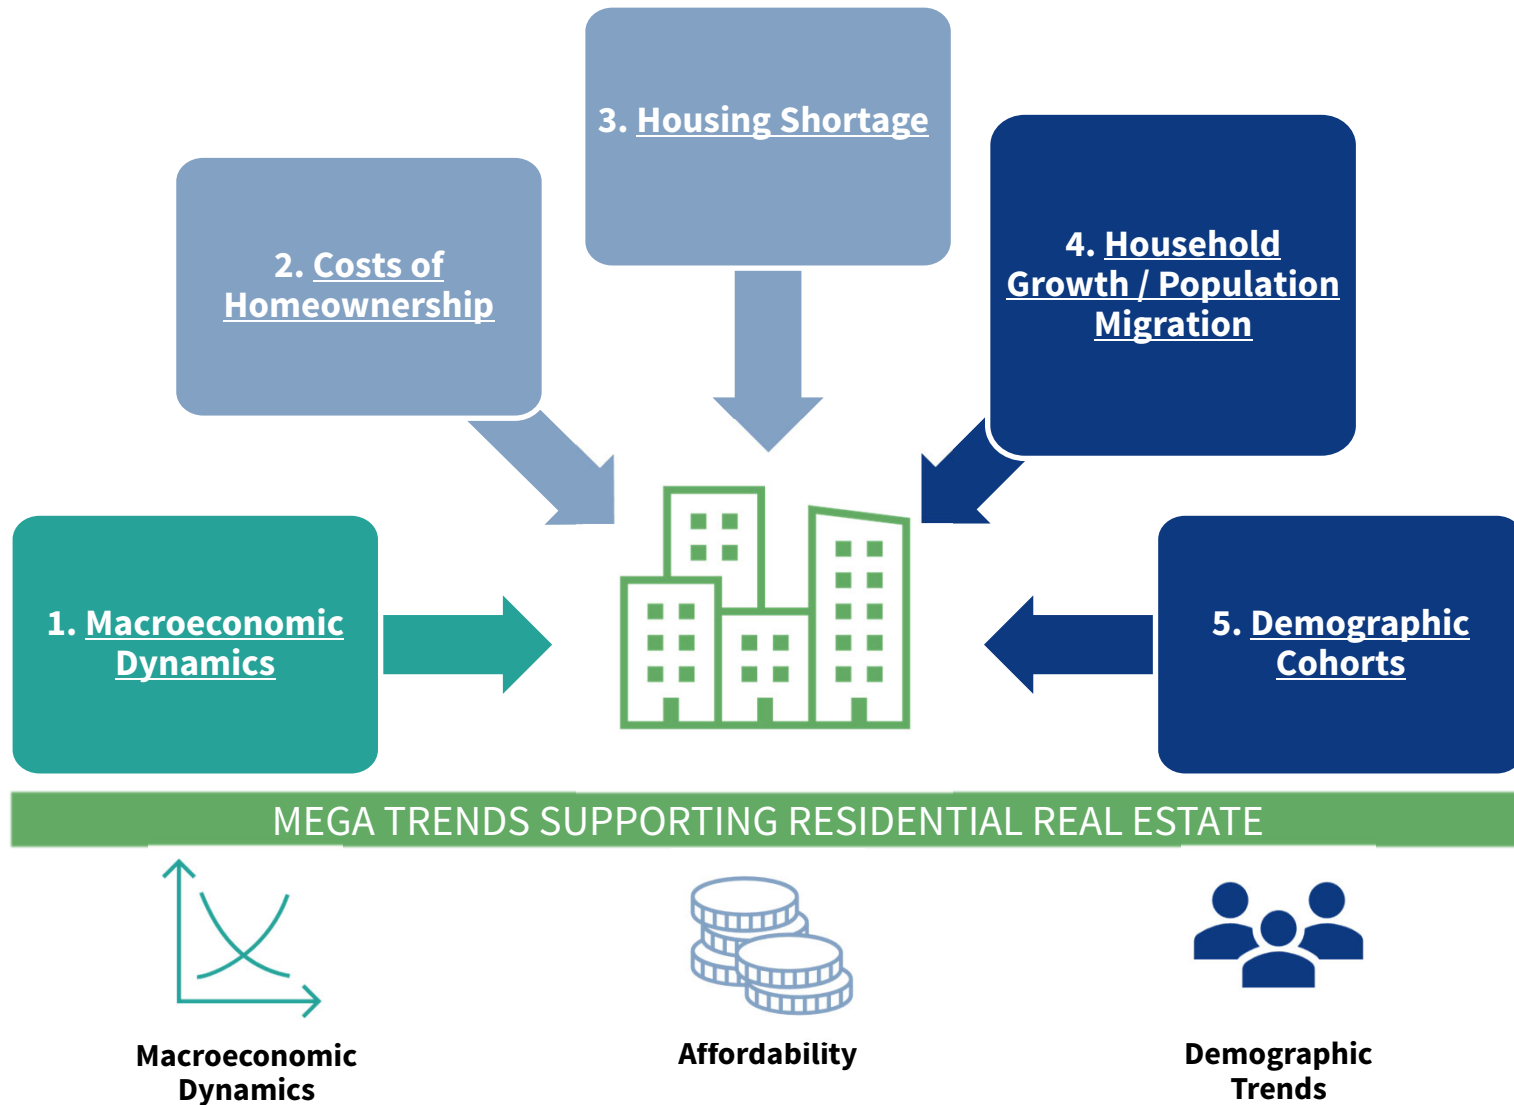 3. Housing Shortage
2. Costs of
Homeownership
4. Household
Growth / Population
Migration
1. Macroeconomic
Dynamics
5. Demographic
Cohorts
MEGA TRENDS SUPPORTING RESIDENTIAL REAL ESTATE
Macroeconomic
Dynamics
Affordability
Demographic
Trends